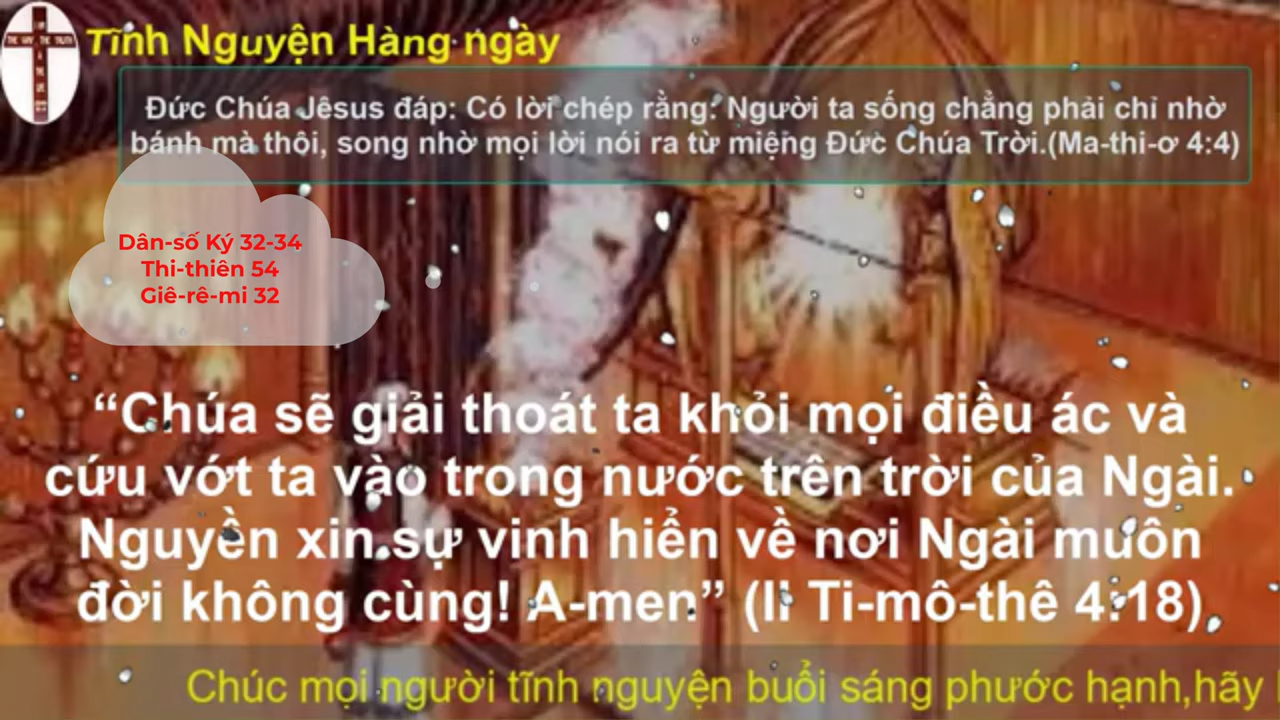 Tĩnh Nguyện Hàng ngày
Đức Chúa Jêsus đáp: Có lời chép rằng: Người ta sống chẳng phải chỉ nhờ
bánh mà thôi, song nhờ mọi lời nói ra từ miệng Đức Chúa Trời.(Ma-thi-ơ 4:4)
Dân-số Ký 32-34
Thi-thiên 54
Giê-rê-mi 32
“Chúa sẽ giải thoát ta khỏi mọi điều ác và
cứu vớt ta vào trong nước trên trời của Ngài.
Nguyền xin sự vinh hiển về nơi Ngài muôn
đời không cùng! A-men” (Ii Ti-mô-thê 4:18)
Chúc mọi người tĩnh nguyện buổi sáng phước hạnh,hãy